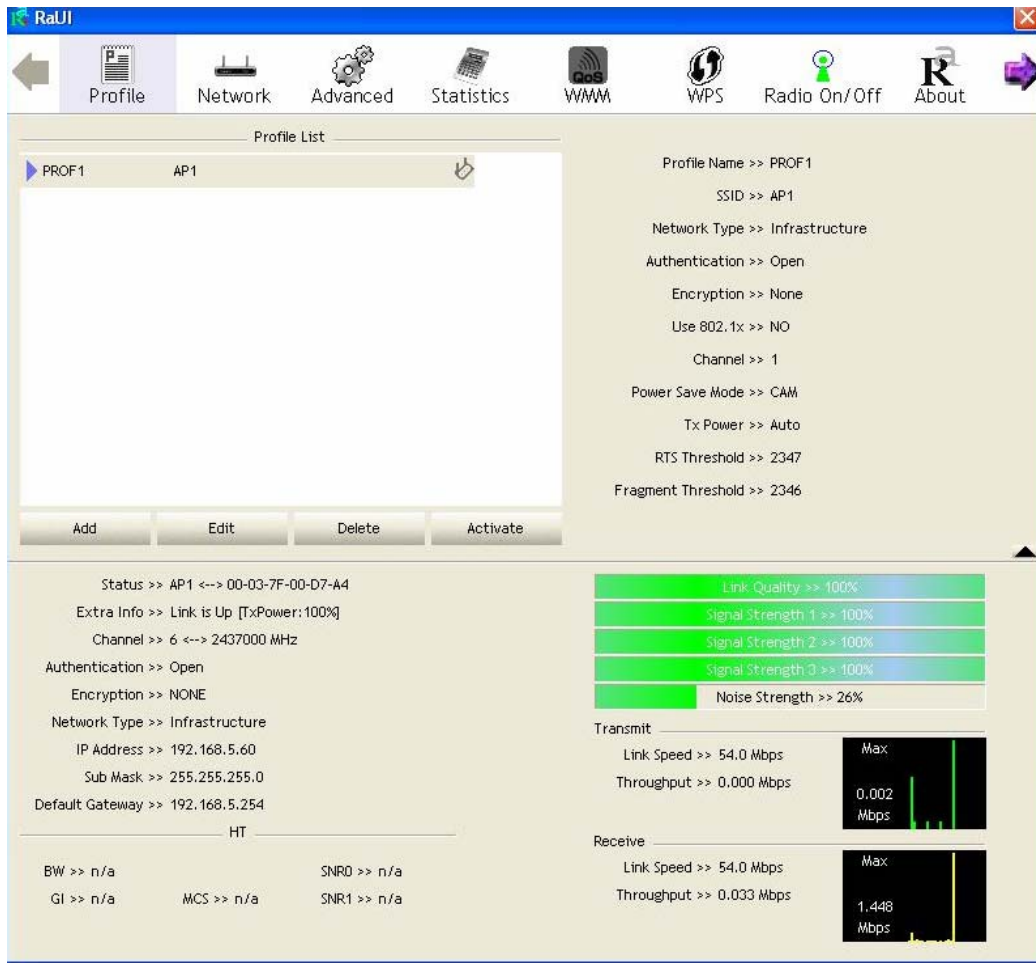 RaUI
Profile Network Advanced Statistics WMM WPS Radio On/Off About
QoS
Profile List
PROF1 AP1
Add Edit Delete Activate
Profile Name >> PROF1
SSID >> AP1
Network Type >> Infrastructure
Authentication >> Open
Encryption >> None
Use 802.1x >> NO
Channel >> 1
Power Save Mode >> CAM
Tx Power >> Auto
RTS Threshold >> 2347
Fragment Threshold >> 2346
Status >> AP1 <--> 00-03-7F-00-D7-A4
Extra Info >> Link is Up [TxPower:100%]
Channel >> 6 <--> 2437000 MHz
Authentication >> Open
Encryption >> NONE
Network Type >> Infrastructure
IP Address >> 192.168.5.60
Sub Mask >> 255.255.255.0
Default Gateway >> 192.168.5.254
HT
BW >> n/a SNR0 >> n/a
GI >> n/a MCS >> n/a SNR1 >> n/a
Link Quality >> 100%
Signal Strength 1 >> 100%
Signal Strength 2 >> 100%
Signal Strength 3 >> 100%
Noise Strength >> 26%
Transmit
Link Speed >> 54.0 Mbps
Throughput >> 0.000 Mbps
Max
0.002
Mbps
Receive
Link Speed >> 54.0 Mbps
Throughput >> 0.033 Mbps
Max
1.448
Mbps